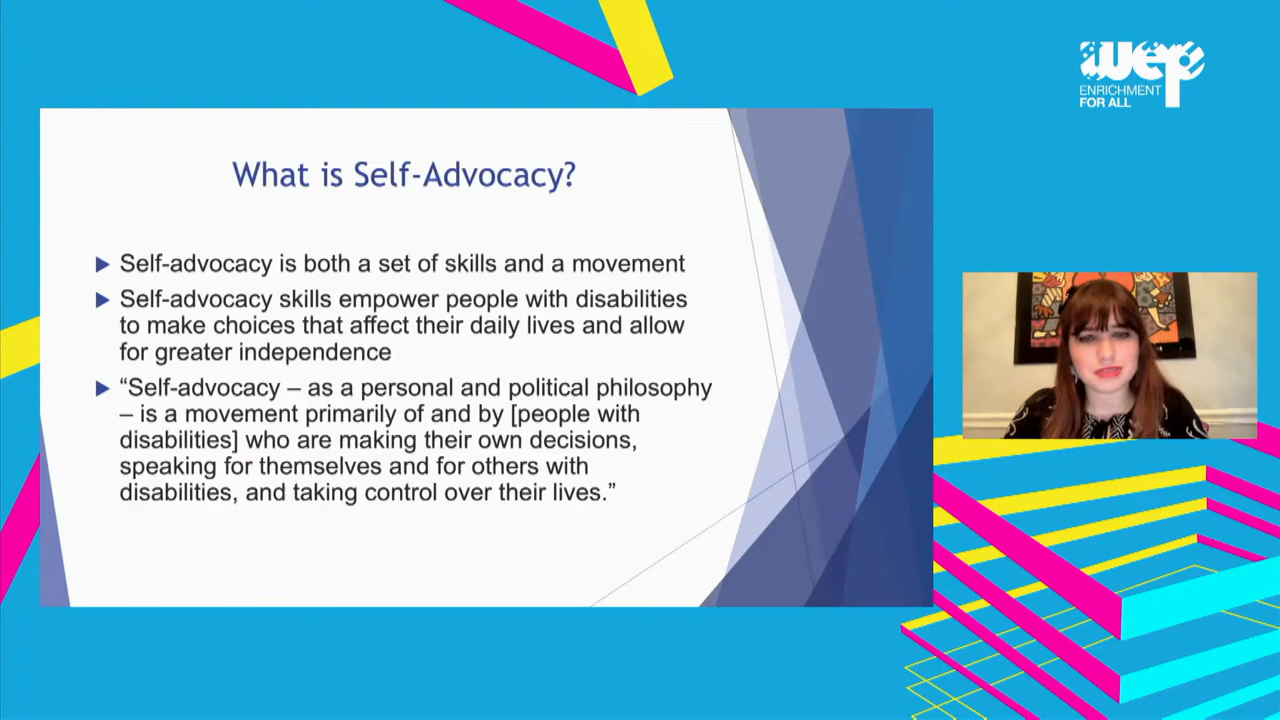 wep
ENRICHMENT
FOR ALL
What is Self-Advocacy?
Self-advocacy is both a set of skills and a movement
Self-advocacy skills empower people with disabilities
to make choices that affect their daily lives and allow
for greater independence
“Self-advocacy – as a personal and political philosophy
– is a movement primarily of and by [people with
disabilities] who are making their own decisions,
speaking for themselves and for others with
disabilities, and taking control over their lives.”